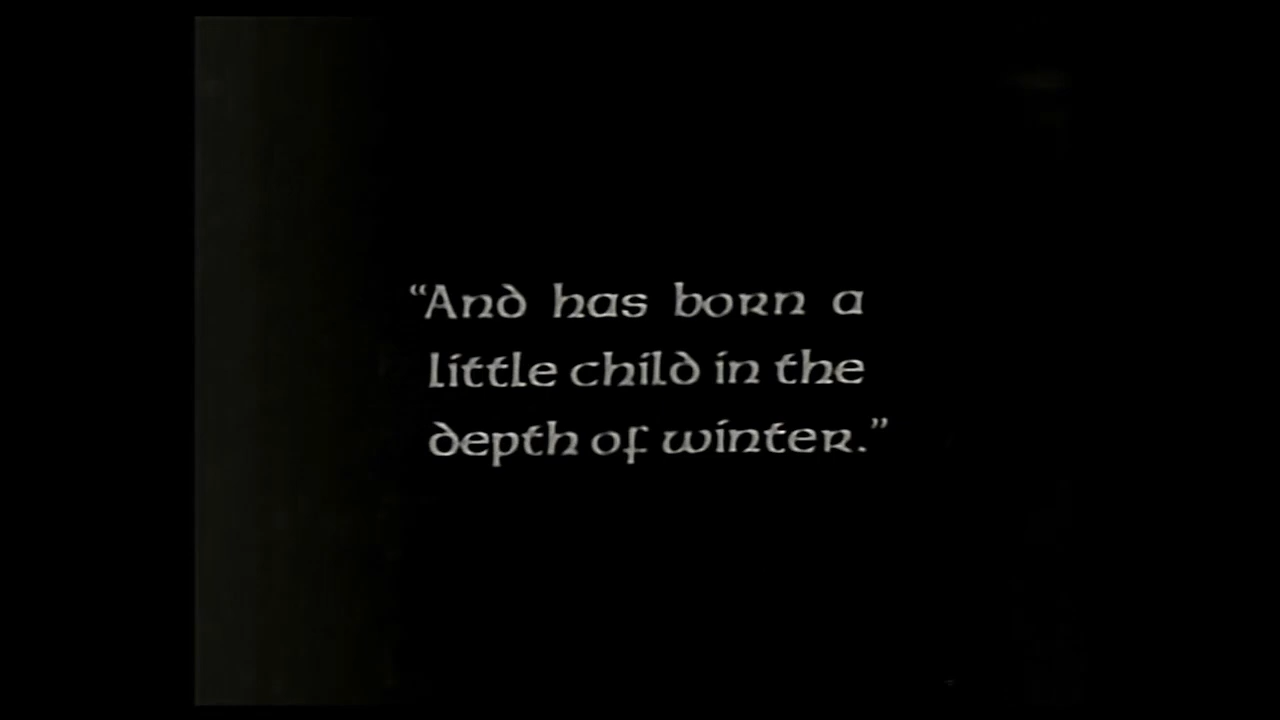 “And has born a
little child in the
depth of winter.”